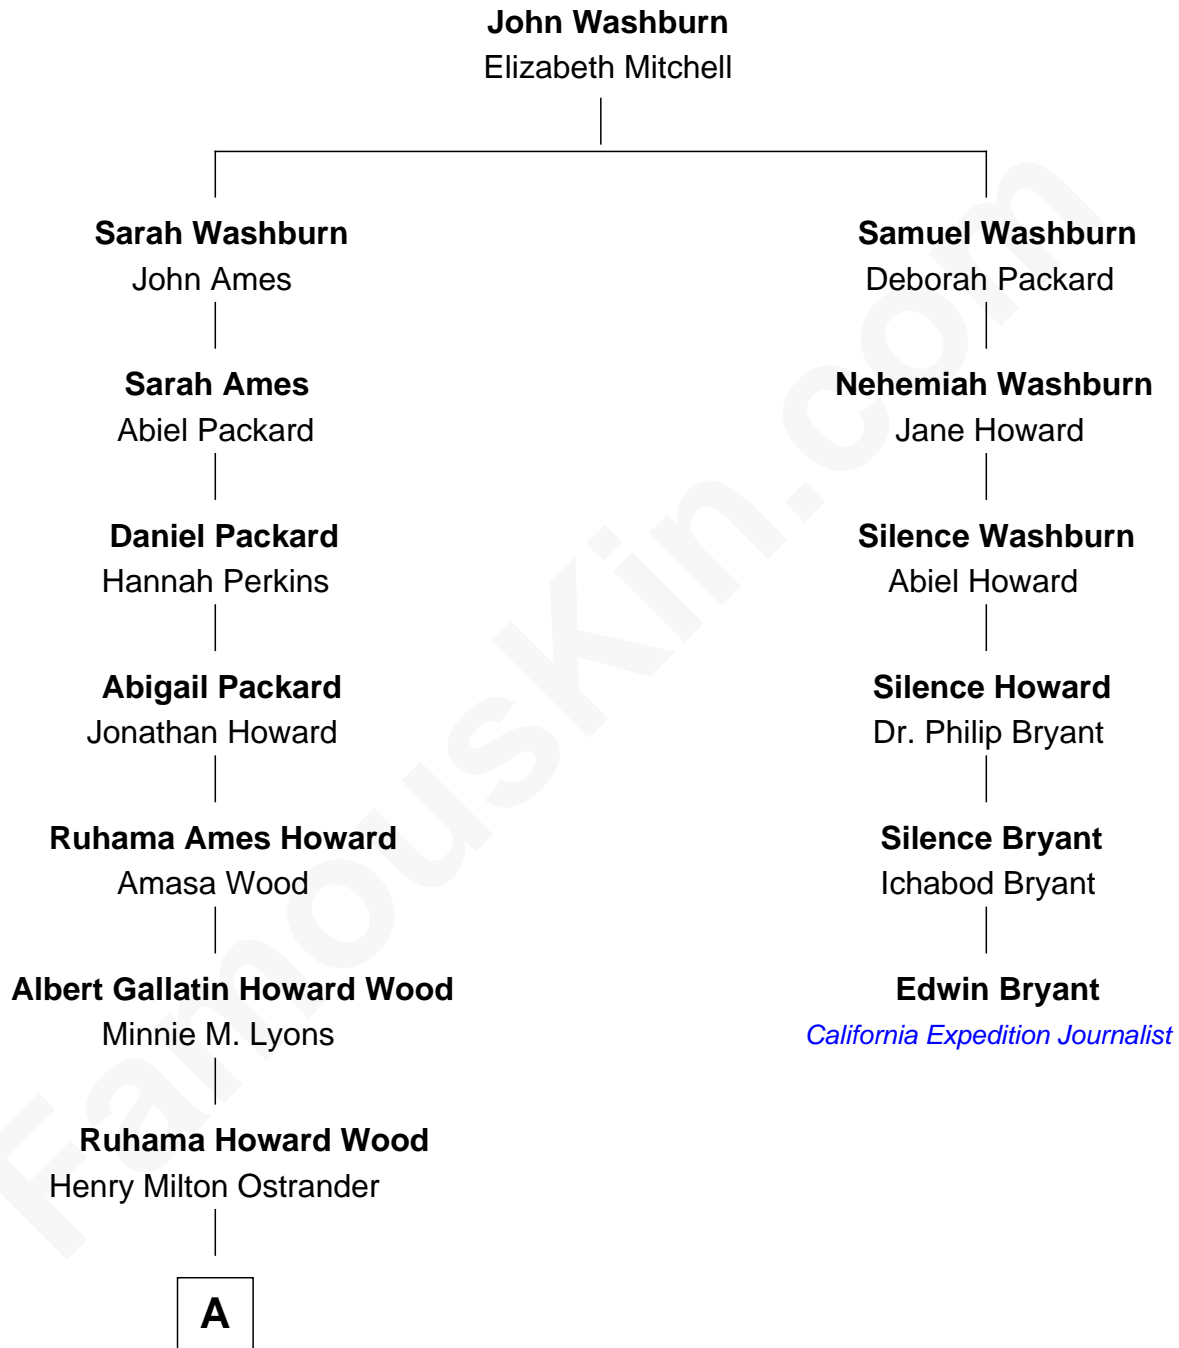 John Washburn
Elizabeth Mitchell
Sarah Washburn
John Ames
Samuel Washburn
Deborah Packard
Sarah Ames
Abiel Packard
Nehemiah Washburn
Jane Howard
Daniel Packard
Hannah Perkins
Silence Washburn
Abiel Howard
Abigail Packard
Jonathan Howard
Silence Howard
Dr. Philip Bryant
Ruhama Ames Howard
Amasa Wood
Silence Bryant
Ichabod Bryant
Albert Gallatin Howard Wood
Minnie M. Lyons
Edwin Bryant
California Expedition Journalist
Ruhama Howard Wood
Henry Milton Ostrander
A
FamousKin.com